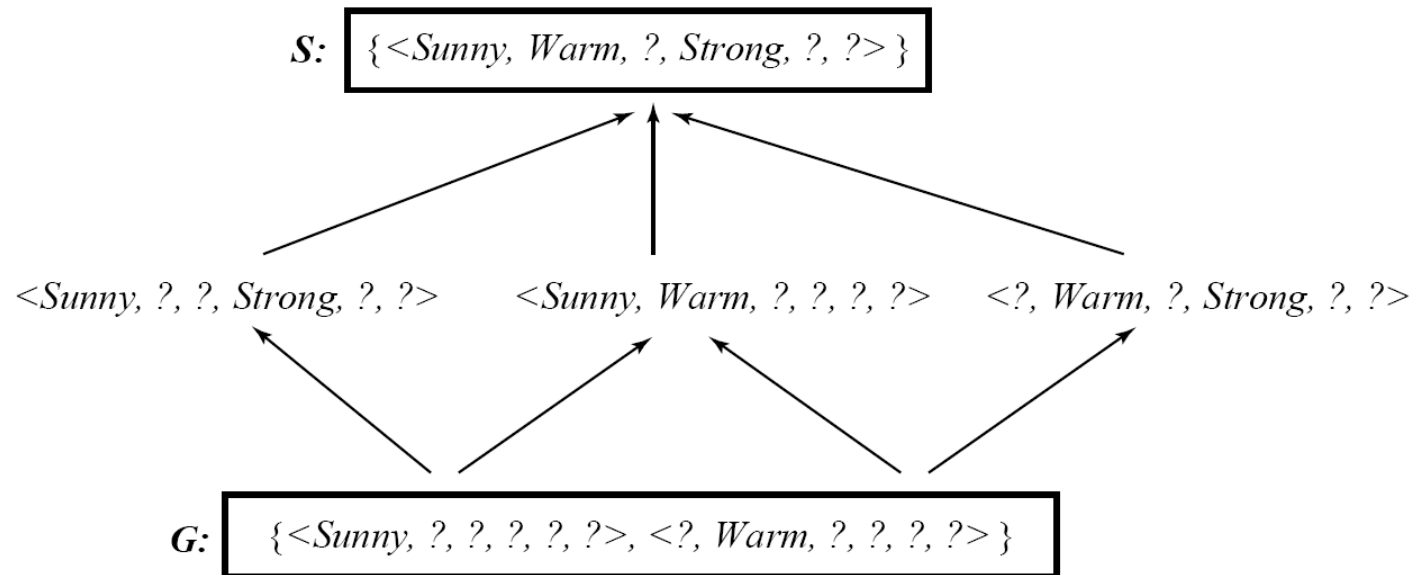 S: {<Sunny, Warm, ?, Strong, ?, ?>}
<Sunny, ?, ?, Strong, ?, ?> <Sunny, Warm, ?, ?, ?, ?> <?, Warm, ?, Strong, ?, ?>
G: {<Sunny, ?, ?, ?, ?, ?>, <?, Warm, ?, ?, ?, ?>}